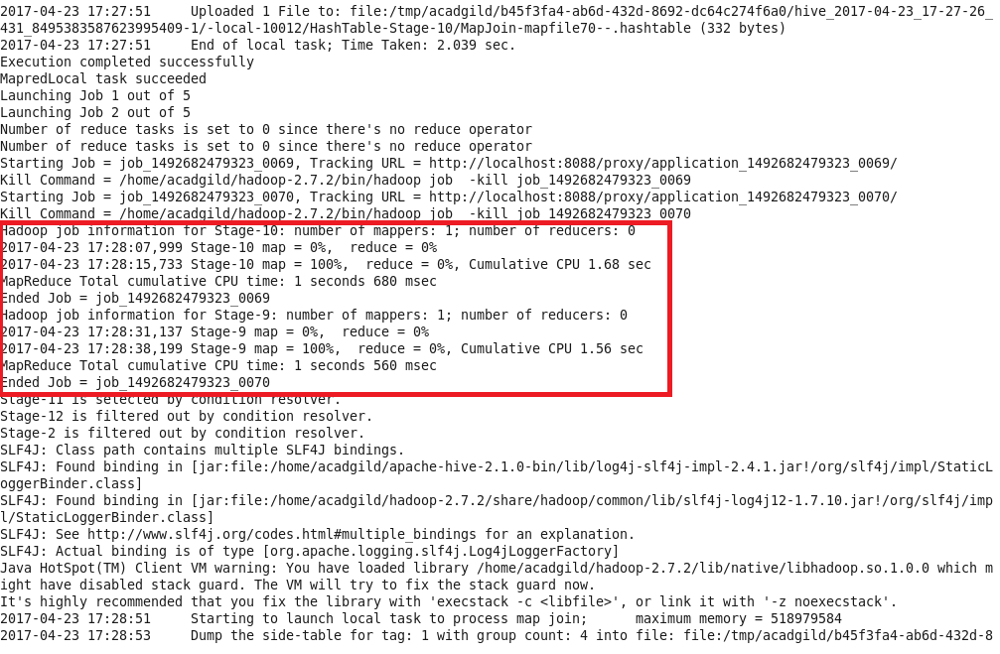 2017-04-23 17:27:51     Uploaded 1 File to: file:/tmp/acadgild/b45f3fa4-ab6d-432d-8692-dc64c274f6a0/hive_2017-04-23_17-27-26_
431_8495383587623995409-1/-local-10012/HashTable-Stage-10/MapJoin-mapfile70--.hashtable (332 bytes)
2017-04-23 17:27:51     End of local task; Time Taken: 2.039 sec.
Execution completed successfully
MapredLocal task succeeded
Launching Job 1 out of 5
Launching Job 2 out of 5
Number of reduce tasks is set to 0 since there's no reduce operator
Number of reduce tasks is set to 0 since there's no reduce operator
Starting Job = job_1492682479323_0069, Tracking URL = http://localhost:8088/proxy/application_1492682479323_0069/
Kill Command = /home/acadgild/hadoop-2.7.2/bin/hadoop job  -kill job_1492682479323_0069
Starting Job = job_1492682479323_0070, Tracking URL = http://localhost:8088/proxy/application_1492682479323_0070/
Kill Command = /home/acadgild/hadoop-2.7.2/bin/hadoop job  -kill job_1492682479323_0070
Hadoop job information for Stage-10: number of mappers: 1; number of reducers: 0
2017-04-23 17:28:07,999 Stage-10 map = 0%,  reduce = 0%
2017-04-23 17:28:15,733 Stage-10 map = 100%,  reduce = 0%, Cumulative CPU 1.68 sec
MapReduce Total cumulative CPU time: 1 seconds 680 msec
Ended Job = job_1492682479323_0069
Hadoop job information for Stage-9: number of mappers: 1; number of reducers: 0
2017-04-23 17:28:31,137 Stage-9 map = 0%,  reduce = 0%
2017-04-23 17:28:38,199 Stage-9 map = 100%,  reduce = 0%, Cumulative CPU 1.56 sec
MapReduce Total cumulative CPU time: 1 seconds 560 msec
Ended Job = job_1492682479323_0070
Stage-11 is selected by condition resolver.
Stage-12 is filtered out by condition resolver.
Stage-2 is filtered out by condition resolver.
SLF4J: Class path contains multiple SLF4J bindings.
SLF4J: Found binding in [jar:file:/home/acadgild/apache-hive-2.1.0-bin/lib/log4j-slf4j-impl-2.4.1.jar!/org/slf4j/impl/StaticL
oggerBinder.class]
SLF4J: Found binding in [jar:file:/home/acadgild/hadoop-2.7.2/share/hadoop/common/lib/slf4j-log4j12-1.7.10.jar!/org/slf4j/imp
l/StaticLoggerBinder.class]
SLF4J: See http://www.slf4j.org/codes.html#multiple_bindings for an explanation.
SLF4J: Actual binding is of type [org.apache.logging.slf4j.Log4jLoggerFactory]
Java HotSpot(TM) Client VM warning: You have loaded library /home/acadgild/hadoop-2.7.2/lib/native/libhadoop.so.1.0.0 which m
ight have disabled stack guard. The VM will try to fix the stack guard now.
It's highly recommended that you fix the library with 'execstack -c <libfile>', or link it with '-z noexecstack'.
2017-04-23 17:28:51     Starting to launch local task to process map join;      maximum memory = 518979584
2017-04-23 17:28:53     Dump the side-table for tag: 1 with group count: 4 into file: file:/tmp/acadgild/b45f3fa4-ab6d-432d-8